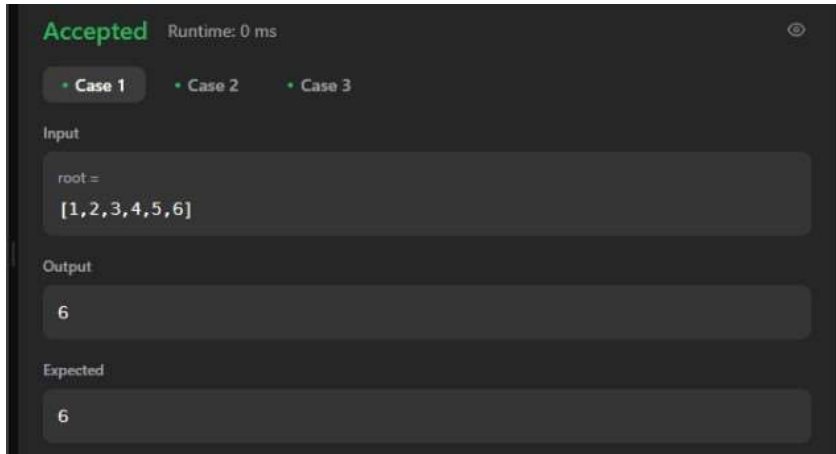 Accepted Runtime: 0 ms
• Case 1 • Case 2 • Case 3
Input
root =
[1,2,3,4,5,6]
Output
6
Expected
6